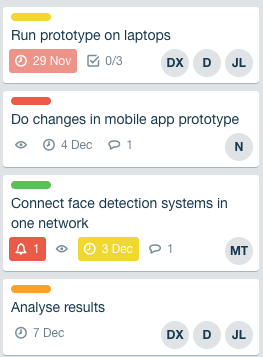 Run prototype on laptops
29 Nov 0/3 DX D JL
Do changes in mobile app prototype
4 Dec 1 N
Connect face detection systems in
one network
1 3 Dec 1 MT
Analyse results
7 Dec DX D JL